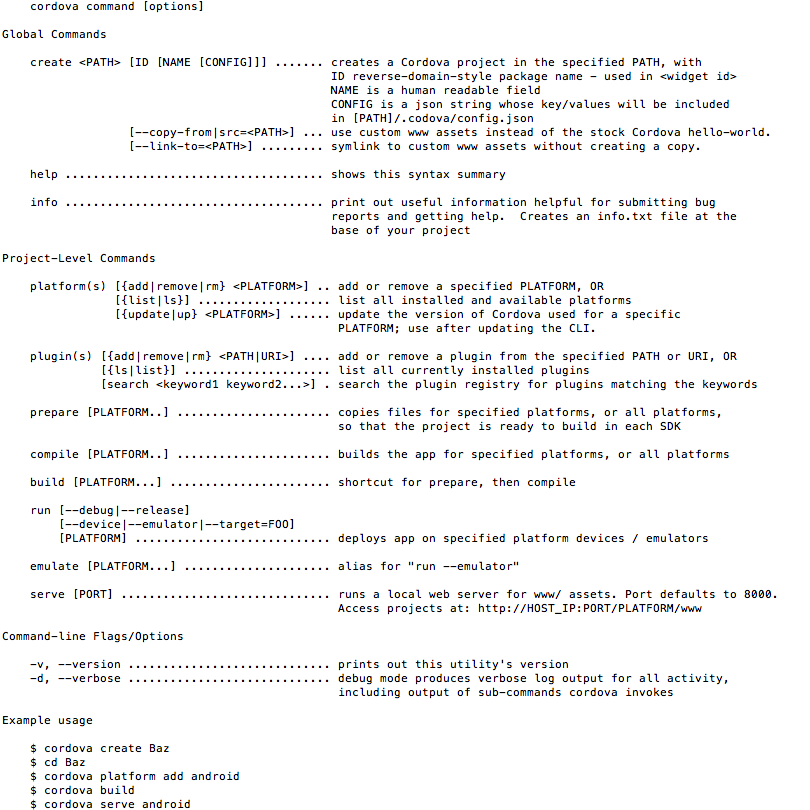 cordova command [options]
Global Commands
create <PATH> [ID [NAME [CONFIG]]] ....... creates a Cordova project in the specified PATH, with
ID reverse-domain-style package name - used in <widget id>
NAME is a human readable field
CONFIG is a json string whose key/values will be included
in [PATH]/.codova/config.json
[--copy-from|src=<PATH>] ... use custom www assets instead of the stock Cordova hello-world.
[--link-to=<PATH>] ......... symlink to custom www assets without creating a copy.
help ..................................... shows this syntax summary
info ..................................... print out useful information helpful for submitting bug
reports and getting help.  Creates an info.txt file at the
base of your project
Project-Level Commands
platform(s) [{add|remove|rm} <PLATFORM>] .. add or remove a specified PLATFORM, OR
[{list|ls}] ................... list all installed and available platforms
[{update|up} <PLATFORM>] ...... update the version of Cordova used for a specific
PLATFORM; use after updating the CLI.
plugin(s) [{add|remove|rm} <PATH|URI>] .... add or remove a plugin from the specified PATH or URI, OR
[{ls|list}] ..................... list all currently installed plugins
[search <keyword1 keyword2...>] . search the plugin registry for plugins matching the keywords
prepare [PLATFORM..] ...................... copies files for specified platforms, or all platforms,
so that the project is ready to build in each SDK
compile [PLATFORM..] ...................... builds the app for specified platforms, or all platforms
build [PLATFORM...] ....................... shortcut for prepare, then compile
run [--debug|--release]
[--device|--emulator|--target=FOO]
[PLATFORM] ............................ deploys app on specified platform devices / emulators
emulate [PLATFORM...] ..................... alias for "run --emulator"
serve [PORT] .............................. runs a local web server for www/ assets. Port defaults to 8000.
Access projects at: http://HOST_IP:PORT/PLATFORM/www
Command-line Flags/Options
-v, --version ............................. prints out this utility's version
-d, --verbose ............................. debug mode produces verbose log output for all activity,
including output of sub-commands cordova invokes
Example usage
$ cordova create Baz
$ cd Baz
$ cordova platform add android
$ cordova build
$ cordova serve android